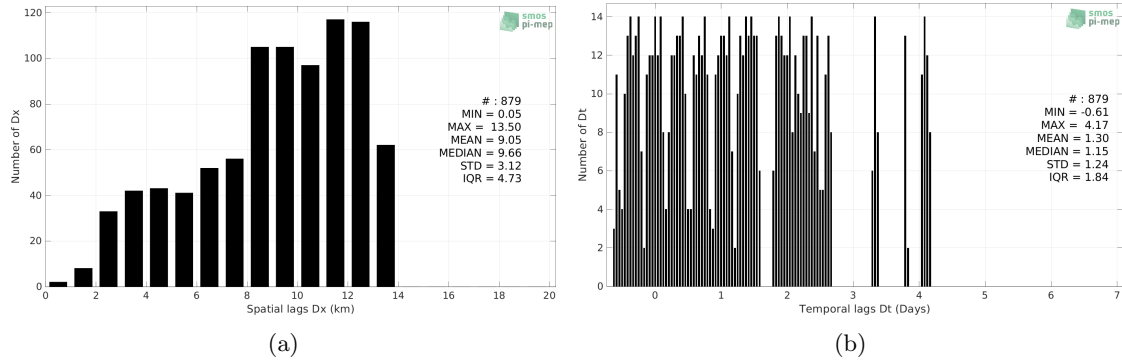 smos
pi-mep
120
100
80
60
40
20
0
Number of Dx
# : 879
MIN = 0.05
MAX = 13.50
MEAN = 9.05
MEDIAN = 9.66
STD = 3.12
IQR = 4.73
0 2 4 6 8 10 12 14 16 18 20
Spatial lags Dx (km)
(a)
smos
pi-mep
14
12
10
8
6
4
2
0
Number of Dt
# : 879
MIN = -0.61
MAX = 4.17
MEAN = 1.30
MEDIAN = 1.15
STD = 1.24
IQR = 1.84
0 1 2 3 4 5 6 7
Temporal lags Dt (Days)
(b)